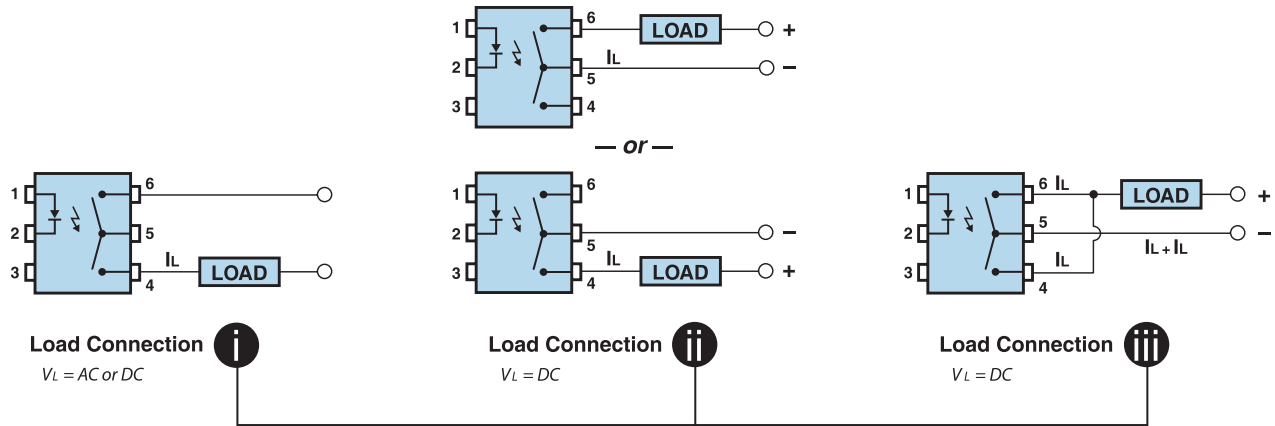 1
2
3
6
5
4
LOAD
+
IL
−
— or —
1
2
3
6
5
4
IL
LOAD
1
2
3
6
5
4
−
IL
LOAD
+
1
2
3
6
5
4
IL
LOAD
+
−
IL + IL
IL
Load Connection i
VL = AC or DC
Load Connection ii
VL = DC
Load Connection iii
VL = DC